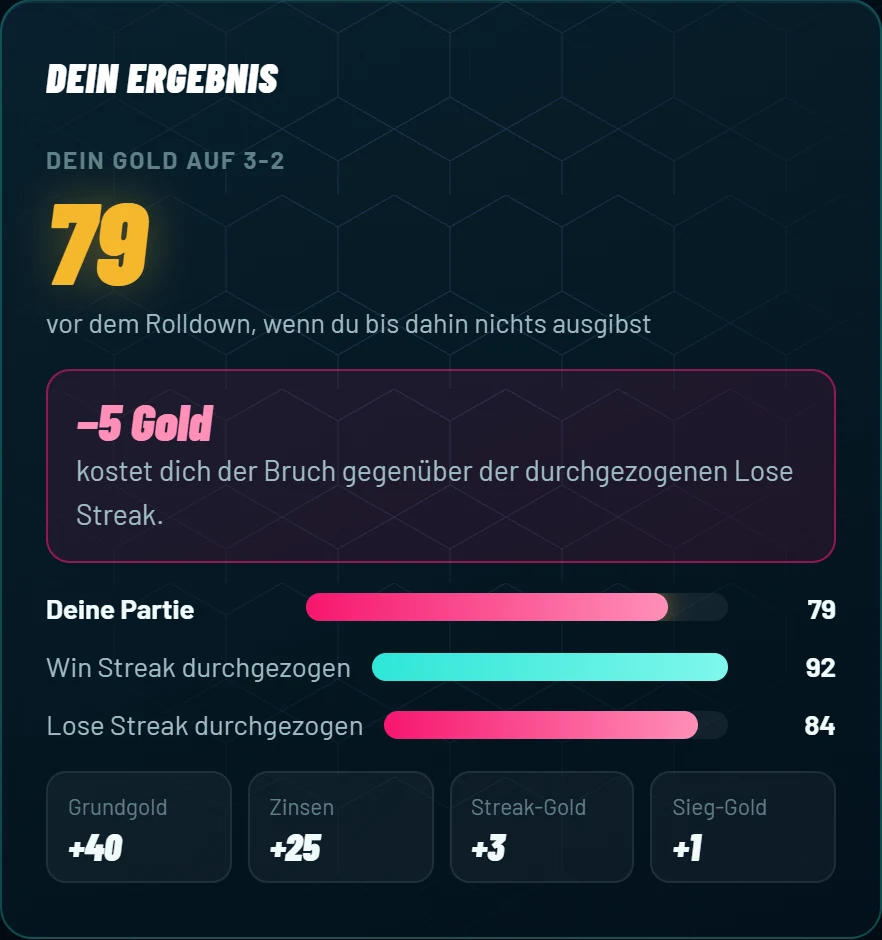 DEIN ERGEBNIS
DEIN GOLD AUF 3-2
79
vor dem Rolldown, wenn du bis dahin nichts ausgibst
–5 Gold
kostet dich der Bruch gegenüber der durchgezogenen Lose
Streak.
Deine Partie 79
Win Streak durchgezogen 92
Lose Streak durchgezogen 84
Grundgold Zinsen Streak-Gold Sieg-Gold
+40 +25 +3 +1